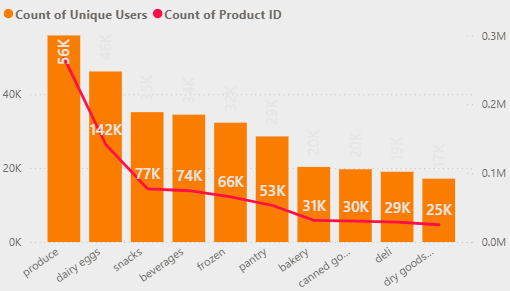 Count of Unique Users Count of Product ID
0.3M
56K 46K 35K 34K 32K 29K 20K 20K 19K 17K
40K
0.2M
142K
77K 74K 66K 53K 31K 30K 29K 25K
20K
0.1M
0K
0.0M
produce dairy eggs snacks beverages frozen pantry bakery canned go... deli dry goods...